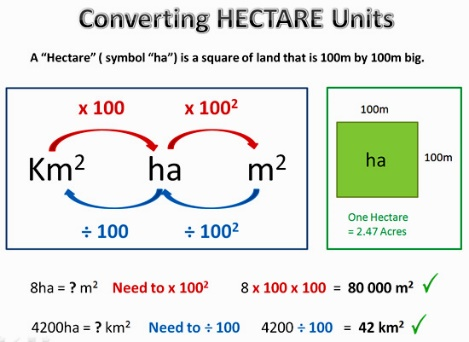 Converting HECTARE Units
A “Hectare” ( symbol “ha”) is a square of land that is 100m by 100m big.
x 100 x 100²
Km² ha m²
÷ 100 ÷ 100²
100m
ha 100m
One Hectare
= 2.47 Acres
8ha = ? m² Need to x 100² 8 x 100 x 100 = 80 000 m² ✓
4200ha = ? km² Need to ÷ 100 4200 ÷ 100 = 42 km² ✓